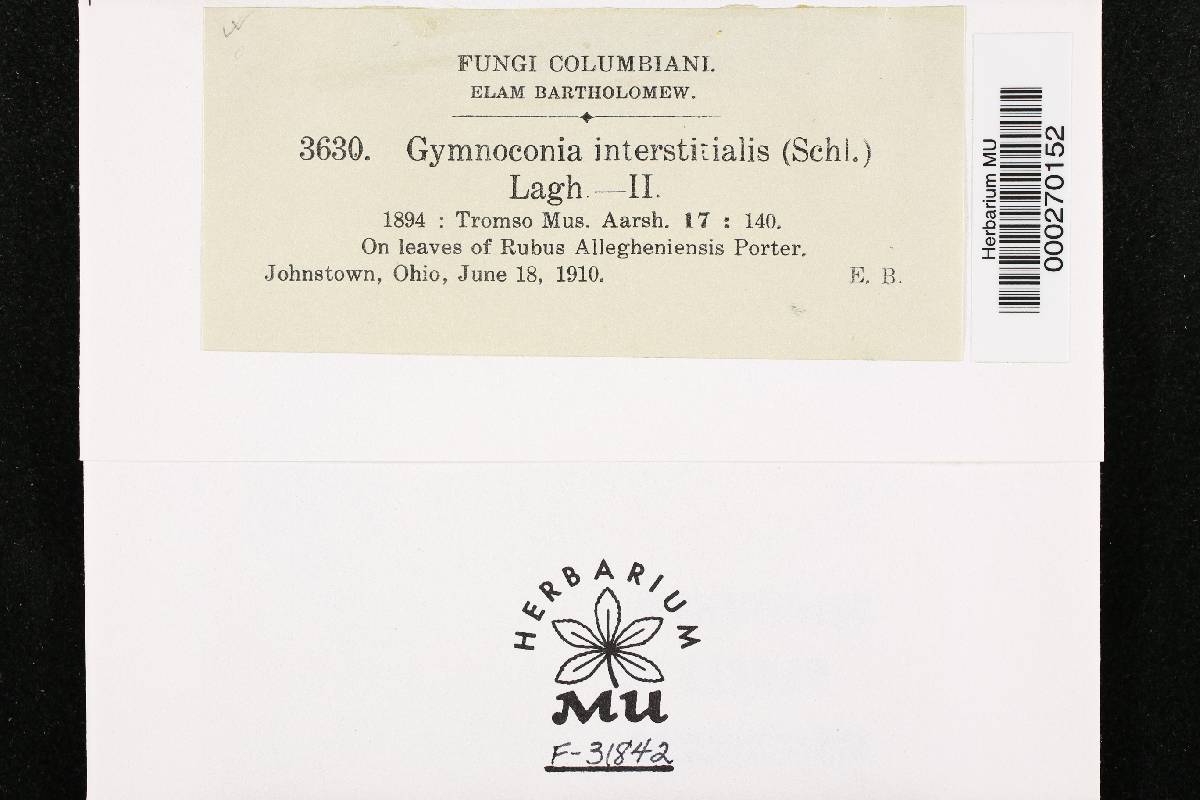 FUNGI COLUMBIANI.
ELAM BARTHOLOMEW.
3630. Gymnoconia interstitialis (Schl.)
Lagh.—II.
1894 : Tromso Mus. Aarsh. 17 : 140.
On leaves of Rubus Allegheniensis Porter.
Johnstown, Ohio, June 18, 1910. E. B.
Herbarium MU
000270152
HERBARIUM
MU
F-31842